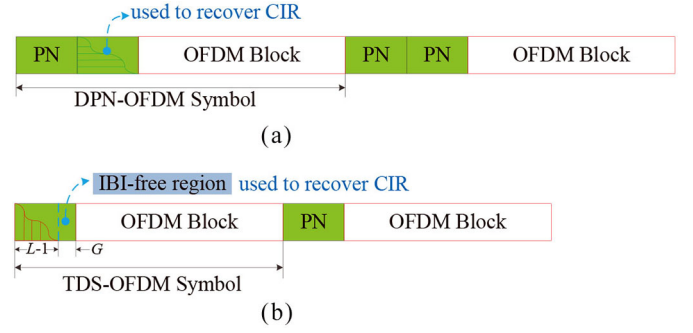 used to recover CIR
PN OFDM Block PN PN OFDM Block
DPN-OFDM Symbol
(a)
IBI-free region used to recover CIR
OFDM Block PN OFDM Block
L-1 G
TDS-OFDM Symbol
(b)